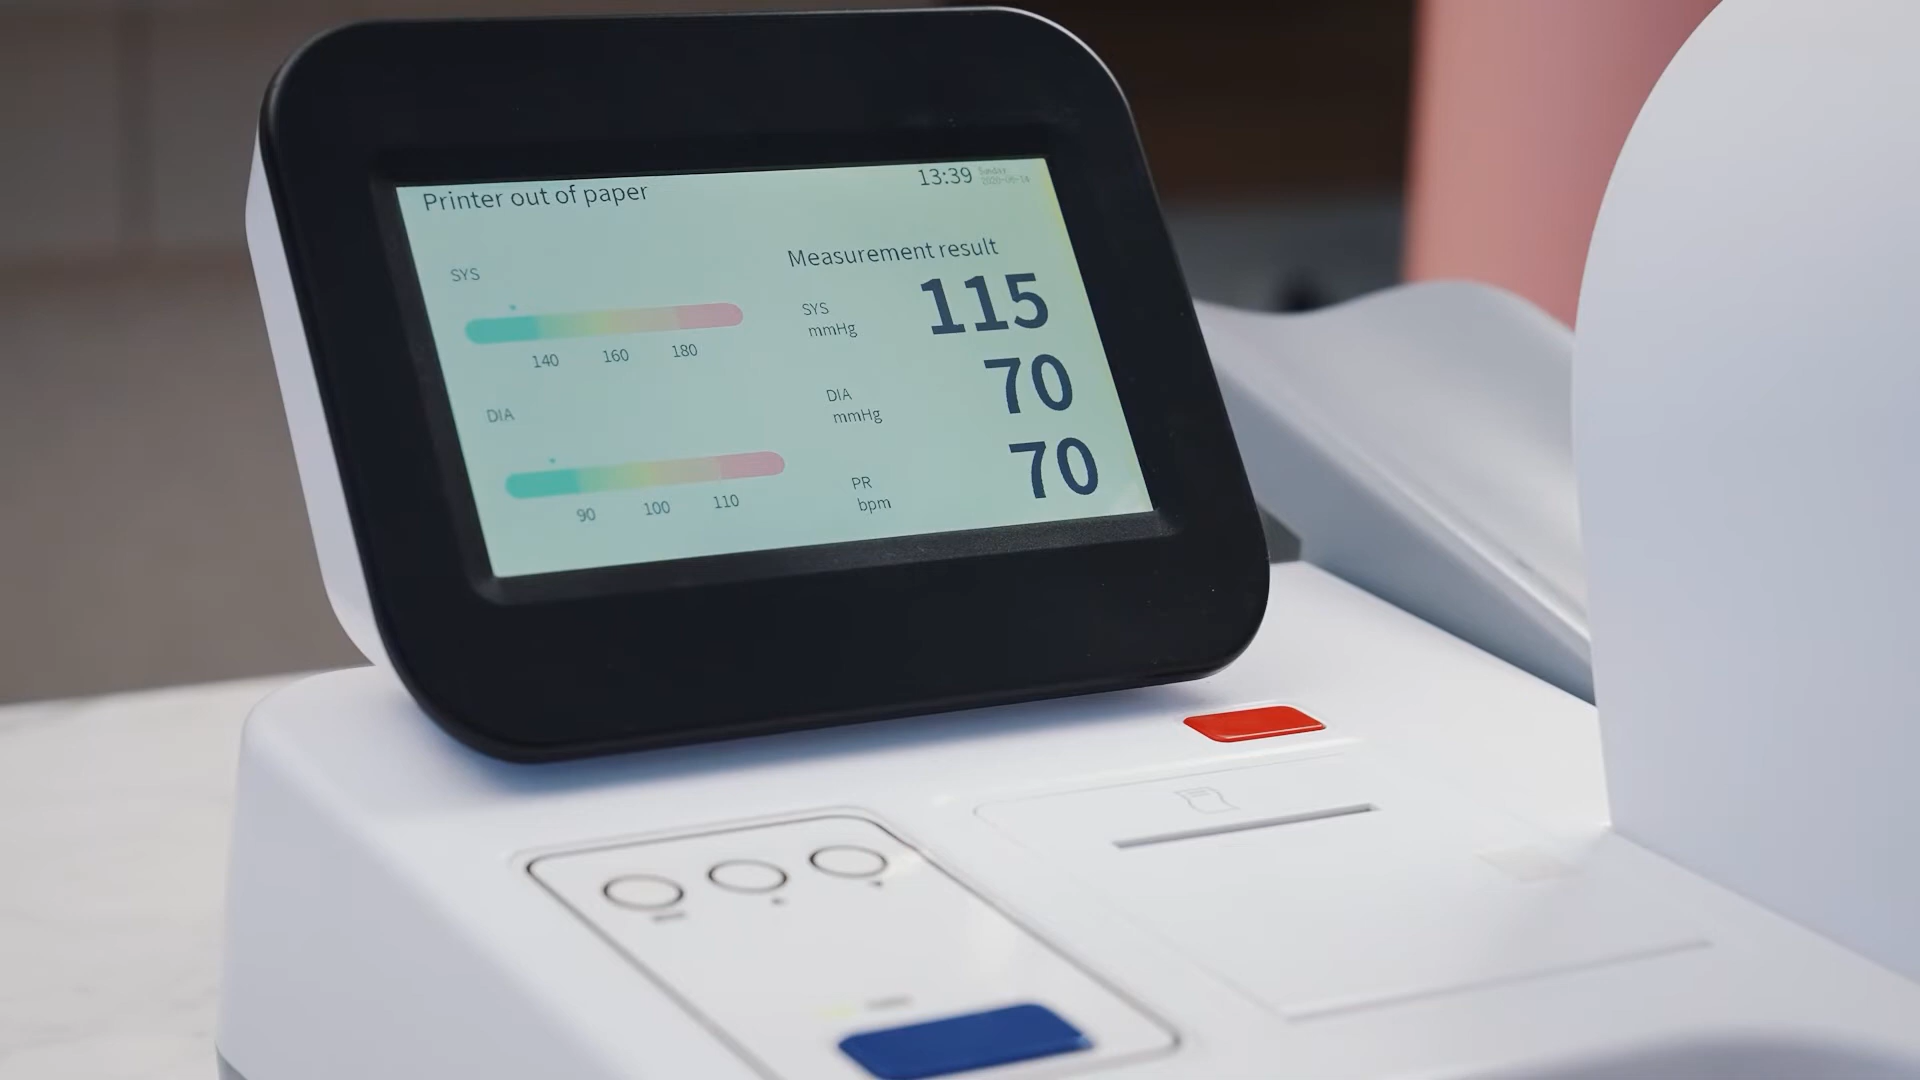 Printer out of paper
13:39
Sunday
SYS
140 160 180
DIA
90 100 110
Measurement result
SYS
mmHg
115
DIA
mmHg
70
PR
bpm
70